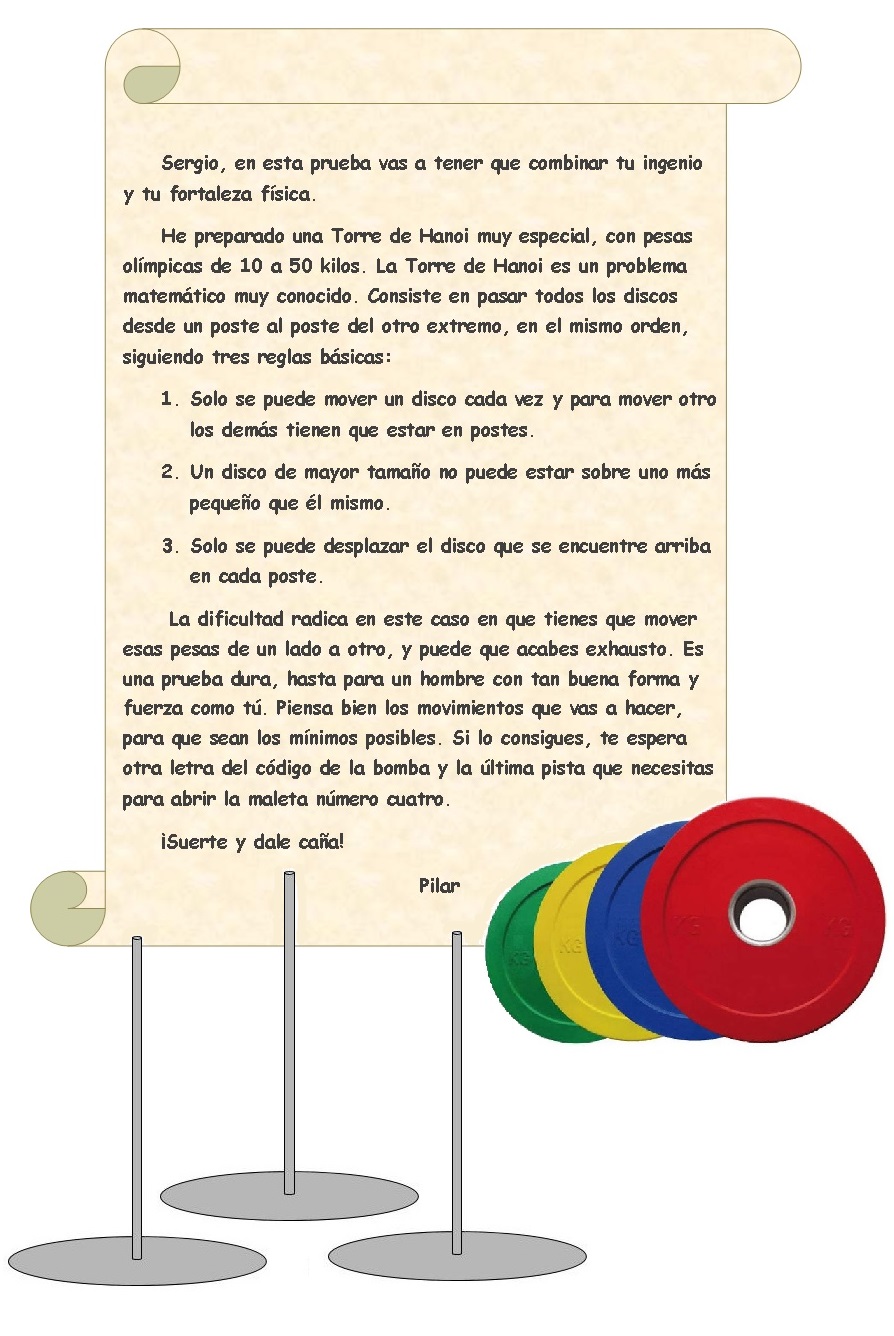 Sergio, en esta prueba vas a tener que combinar tu ingenio
y tu fortaleza física.
He preparado una Torre de Hanoi muy especial, con pesas
olímpicas de 10 a 50 kilos. La Torre de Hanoi es un problema
matemático muy conocido. Consiste en pasar todos los discos
desde un poste al poste del otro extremo, en el mismo orden,
siguiendo tres reglas básicas:
1. Solo se puede mover un disco cada vez y para mover otro
los demás tienen que estar en postes.
2. Un disco de mayor tamaño no puede estar sobre uno más
pequeño que él mismo.
3. Solo se puede desplazar el disco que se encuentre arriba
en cada poste.
La dificultad radica en este caso en que tienes que mover
esas pesas de un lado a otro, y puede que acabes exhausto. Es
una prueba dura, hasta para un hombre con tan buena forma y
fuerza como tú. Piensa bien los movimientos que vas a hacer,
para que sean los mínimos posibles. Si lo consigues, te espera
otra letra del código de la bomba y la última pista que necesitas
para abrir la maleta número cuatro.
¡Suerte y dale caña!
Pilar
KG
KG
KG
KG
KG